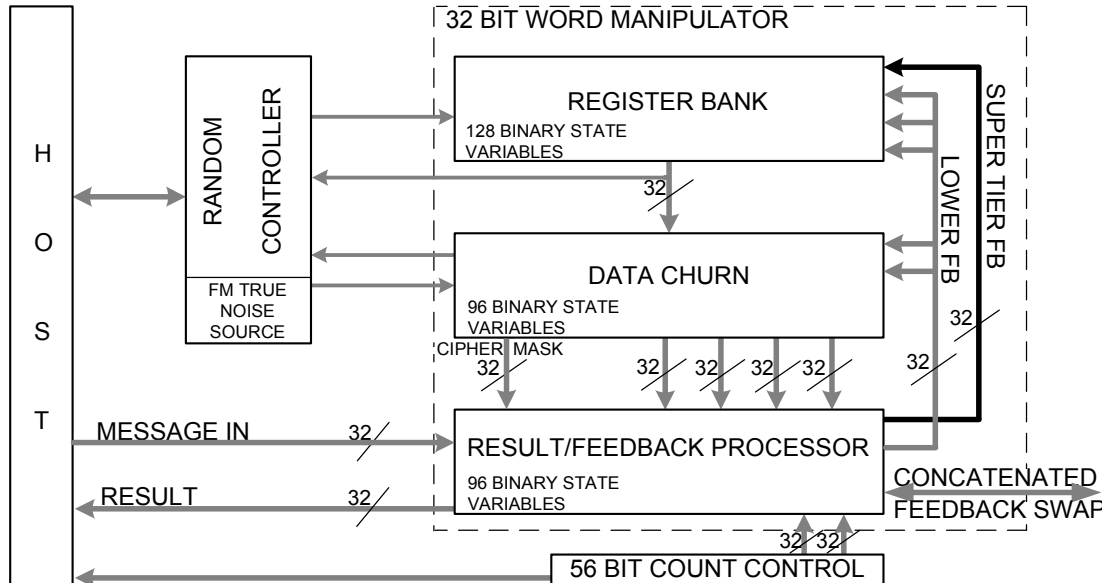 32 BIT WORD MANIPULATOR
HOST
RANDOM
CONTROLLER
FM TRUE
NOISE
SOURCE
REGISTER BANK
128 BINARY STATE
VARIABLES
32
DATA CHURN
96 BINARY STATE
VARIABLES
CIPHER MASK
32
32
32
32
32
LOWER FB
SUPER TIER FB
32
32
MESSAGE IN
32
RESULT/FEEDBACK PROCESSOR
96 BINARY STATE
VARIABLES
RESULT
32
CONCATENATED
FEEDBACK SWAP
32
32
56 BIT COUNT CONTROL